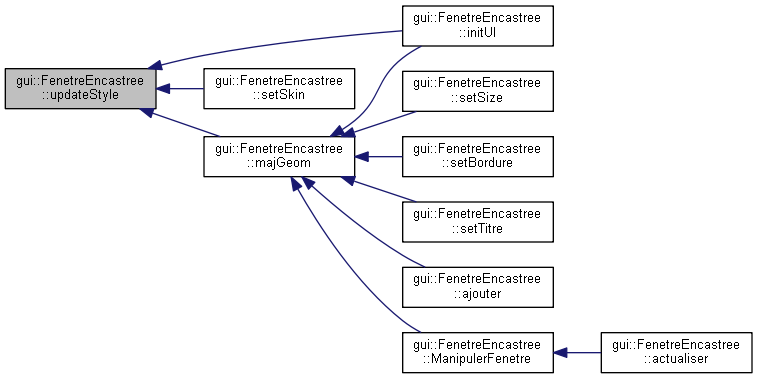 gui::FenetreEncastree
::updateStyle
gui::FenetreEncastree
::initUI
gui::FenetreEncastree
::setSkin
gui::FenetreEncastree
::setSize
gui::FenetreEncastree
::majGeom
gui::FenetreEncastree
::setBordure
gui::FenetreEncastree
::setTitre
gui::FenetreEncastree
::ajouter
gui::FenetreEncastree
::ManipulerFenetre
gui::FenetreEncastree
::actualiser